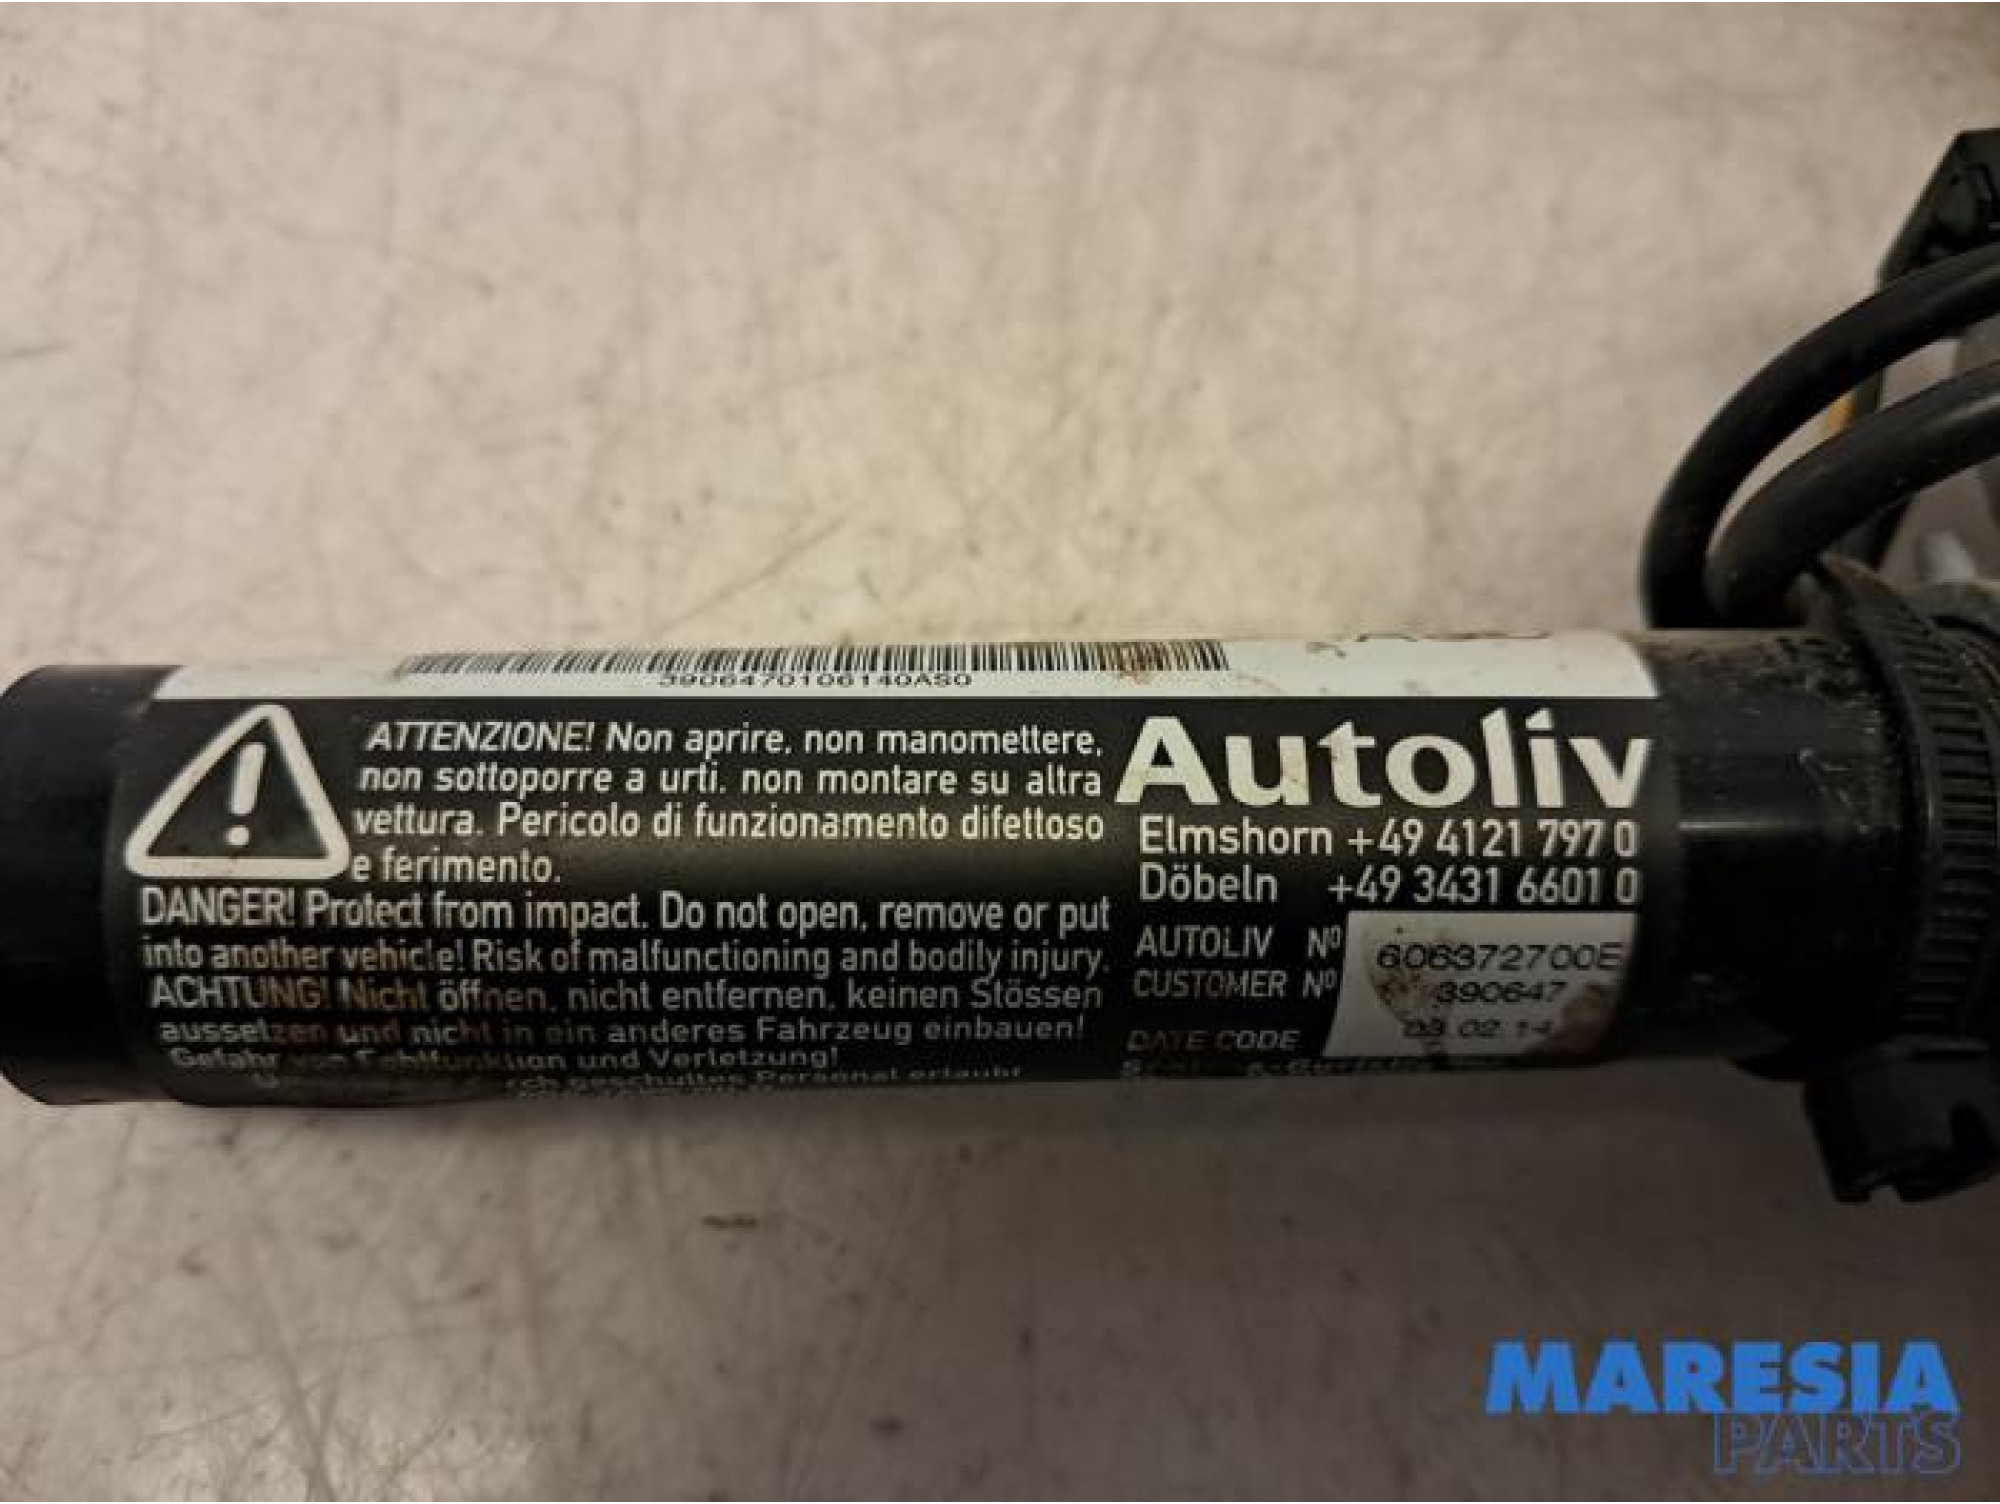 3906470106140AS0
ATTENZIONE! Non aprire, non manomettere,
non sottoporre a urti, non montare su altra
vettura. Pericolo di funzionamento difettoso
e ferimento.
DANGER! Protect from impact. Do not open, remove or put
into another vehicle! Risk of malfunctioning and bodily injury.
ACHTUNG! Nicht öffnen, nicht entfernen, keinen Stössen
aussetzen und nicht in ein anderes Fahrzeug einbauen!
Gefahr von Fehlfunktion und Verletzung!
geschultes Personal erlaubt
Autoliv
Elmshorn +49 4121 797 0
Döbeln +49 3431 6601 0
AUTOLIV Nº 606372700E
CUSTOMER Nº 390647
DATE CODE 03.02.14
MARESIA
PARTS